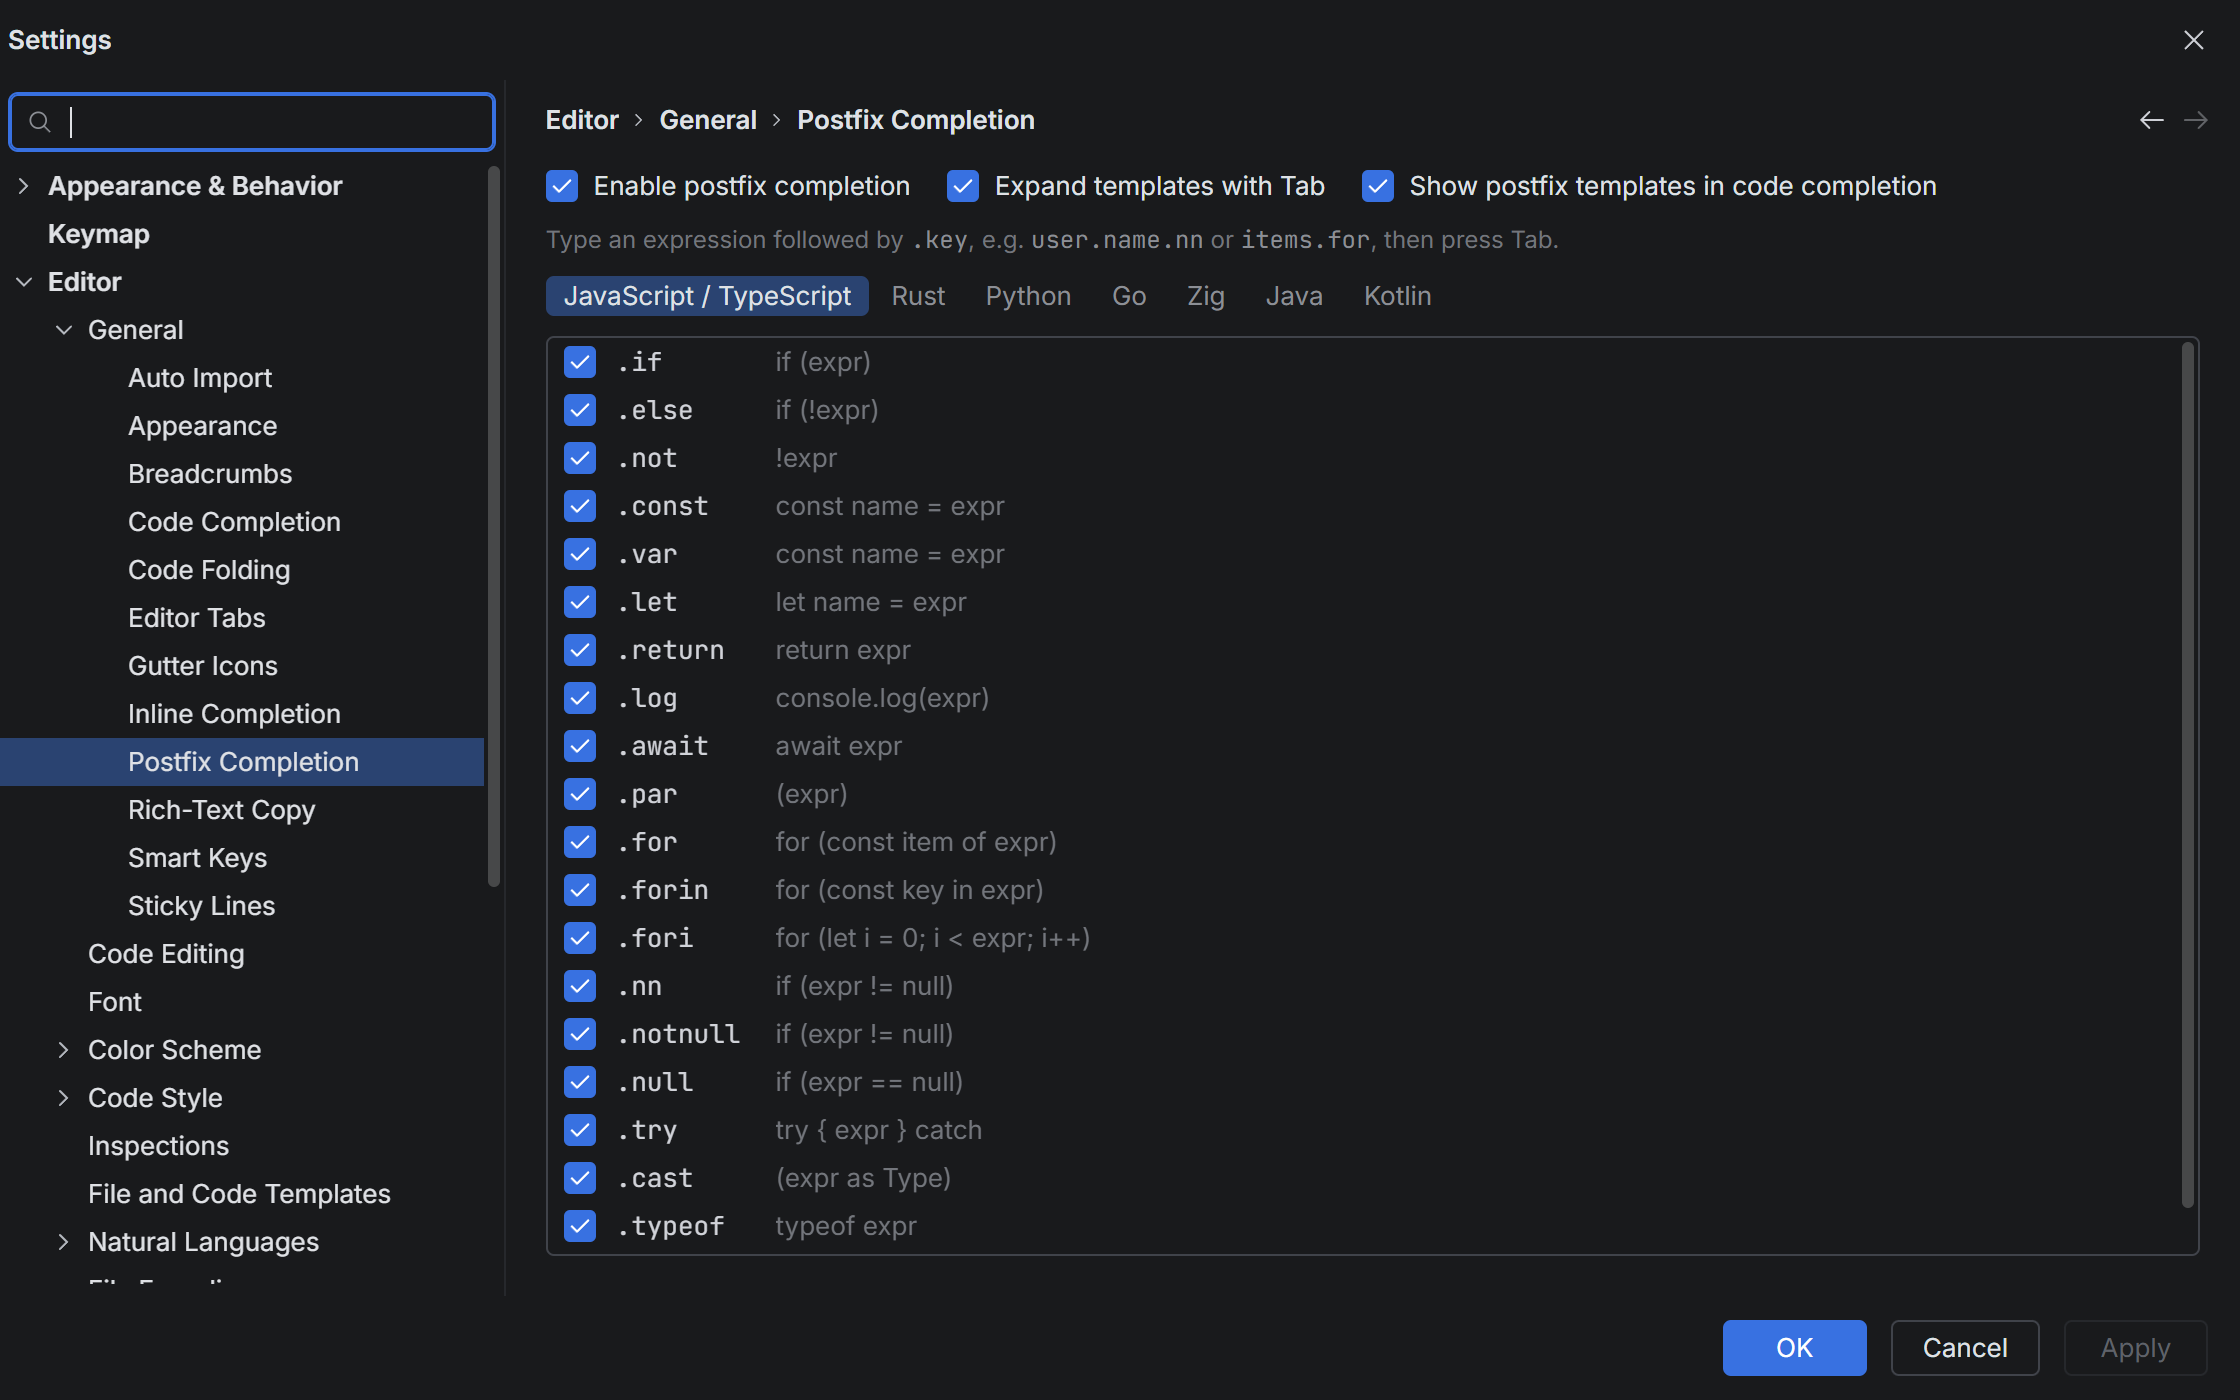 Settings
Appearance & Behavior
Keymap
Editor
General
Auto Import
Appearance
Breadcrumbs
Code Completion
Code Folding
Editor Tabs
Gutter Icons
Inline Completion
Postfix Completion
Rich-Text Copy
Smart Keys
Sticky Lines
Code Editing
Font
Color Scheme
Code Style
Inspections
File and Code Templates
Natural Languages
Editor › General › Postfix Completion
Enable postfix completion Expand templates with Tab Show postfix templates in code completion
Type an expression followed by .key, e.g. user.name.nn or items.for, then press Tab.
JavaScript / TypeScript Rust Python Go Zig Java Kotlin
.if if (expr)
.else if (!expr)
.not !expr
.const const name = expr
.var const name = expr
.let let name = expr
.return return expr
.log console.log(expr)
.await await expr
.par (expr)
.for for (const item of expr)
.forin for (const key in expr)
.fori for (let i = 0; i < expr; i++)
.nn if (expr != null)
.notnull if (expr != null)
.null if (expr == null)
.try try { expr } catch
.cast (expr as Type)
.typeof typeof expr
OK Cancel Apply